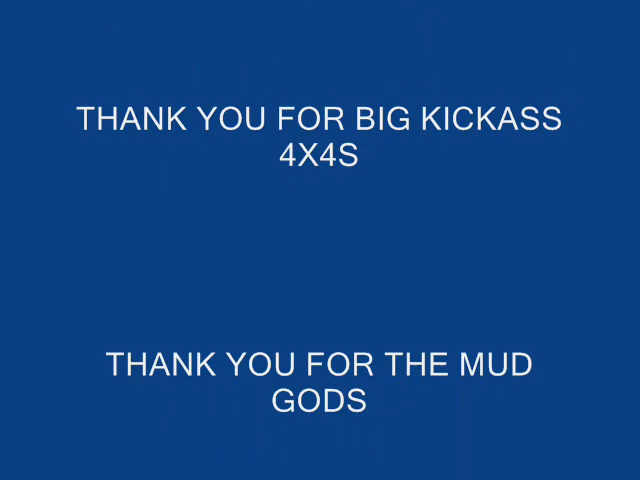 THANK YOU FOR BIG KICKASS
4X4S
THANK YOU FOR THE MUD
GODS